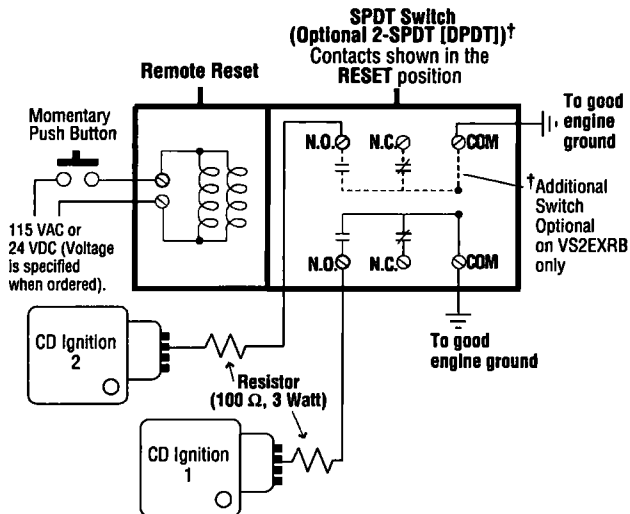 SPDT Switch
(Optional 2-SPDT [DPDT])†
Contacts shown in the
RESET position
Remote Reset
Momentary
Push Button
To good
engine
ground
N.O.
N.C.
COM
†Additional
Switch
Optional
on VS2EXRB
only
115 VAC or
24 VDC (Voltage
is specified
when ordered).
N.O.
N.C.
COM
To good
engine ground
CD Ignition
2
Resistor
(100 Ω, 3 Watt)
CD Ignition
1